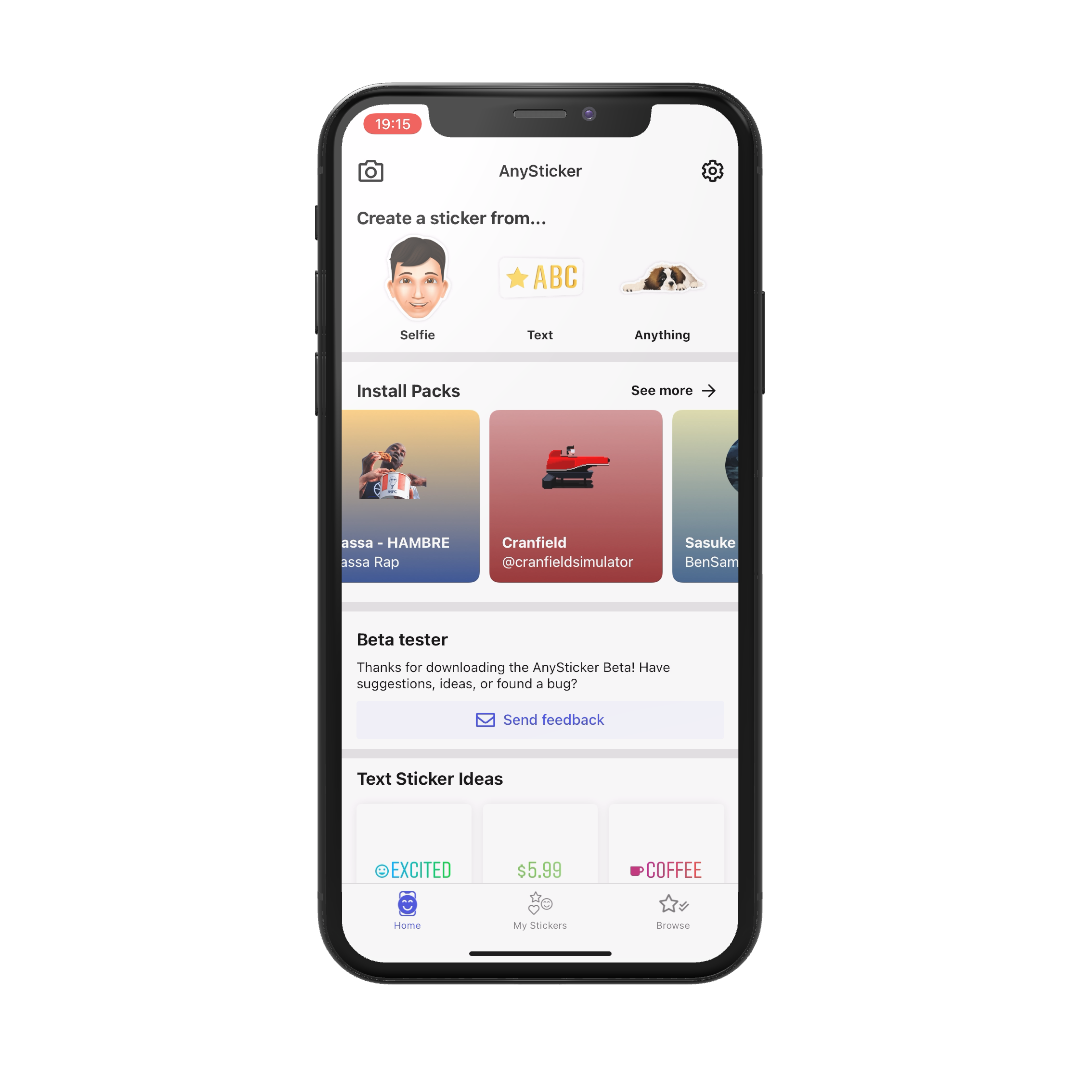 19:15
AnySticker
Create a sticker from...
ABC
Selfie
Text
Anything
Install Packs
See more
assa - HAMBRE
assa Rap
Cranfield
@cranfieldsimulator
Sasuke
BenSam
Beta tester
Thanks for downloading the AnySticker Beta! Have
suggestions, ideas, or found a bug?
Send feedback
Text Sticker Ideas
EXCITED
$5.99
COFFEE
Home
My Stickers
Browse